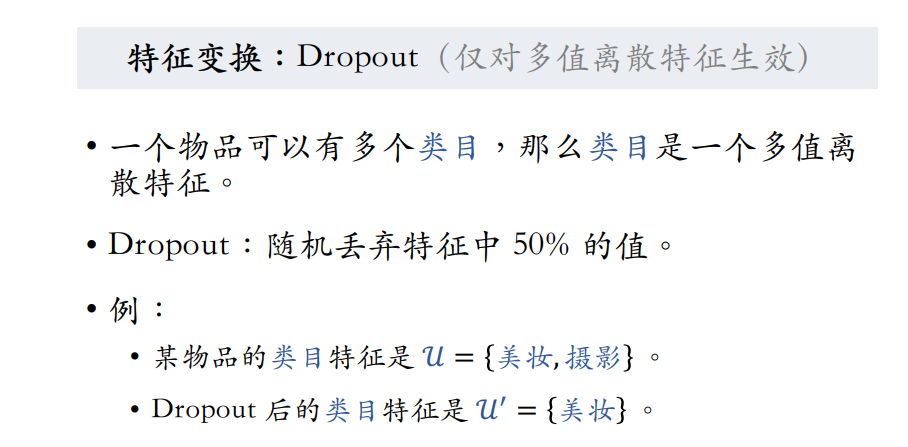 特征变换：Dropout（仅对多值离散特征生效）
• 一个物品可以有多个类目，那么类目是一个多值离
散特征。
• Dropout：随机丢弃特征中 50% 的值。
• 例：
• 某物品的类目特征是 𝒰 = {美妆, 摄影} 。
• Dropout 后的类目特征是 𝒰′ = {美妆} 。